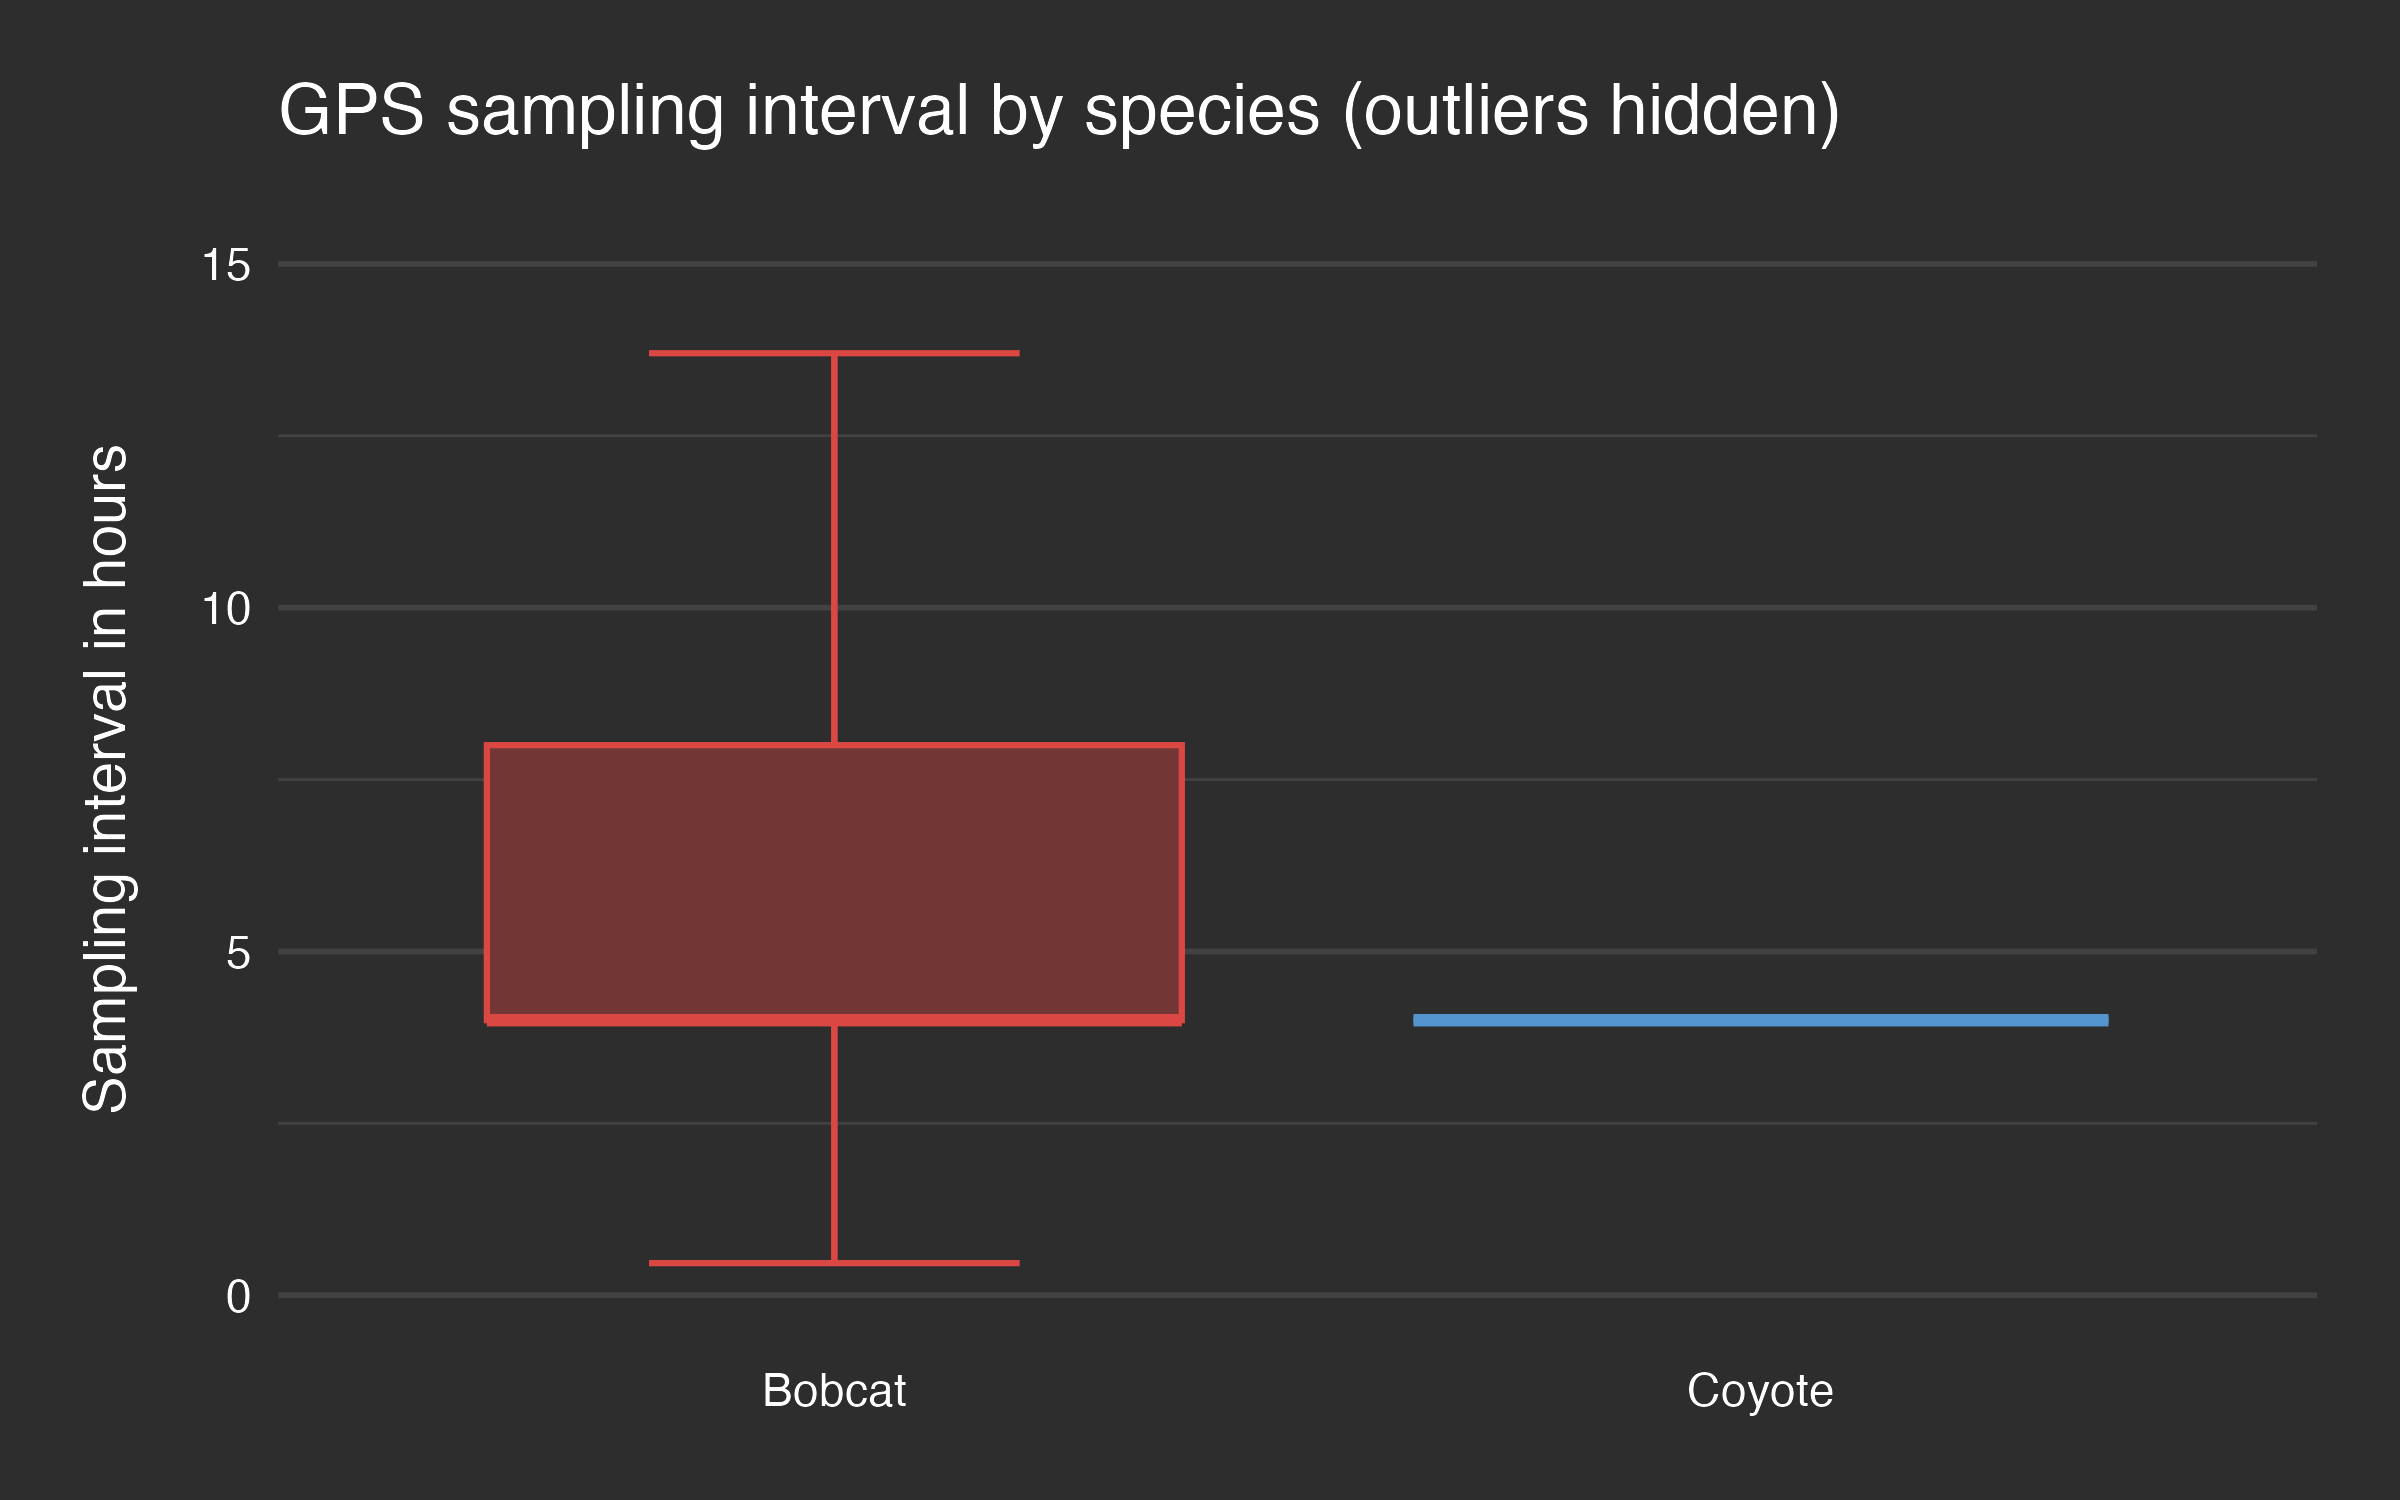 GPS sampling interval by species (outliers hidden)
Sampling interval in hours
15
10
5
0
Bobcat
Coyote